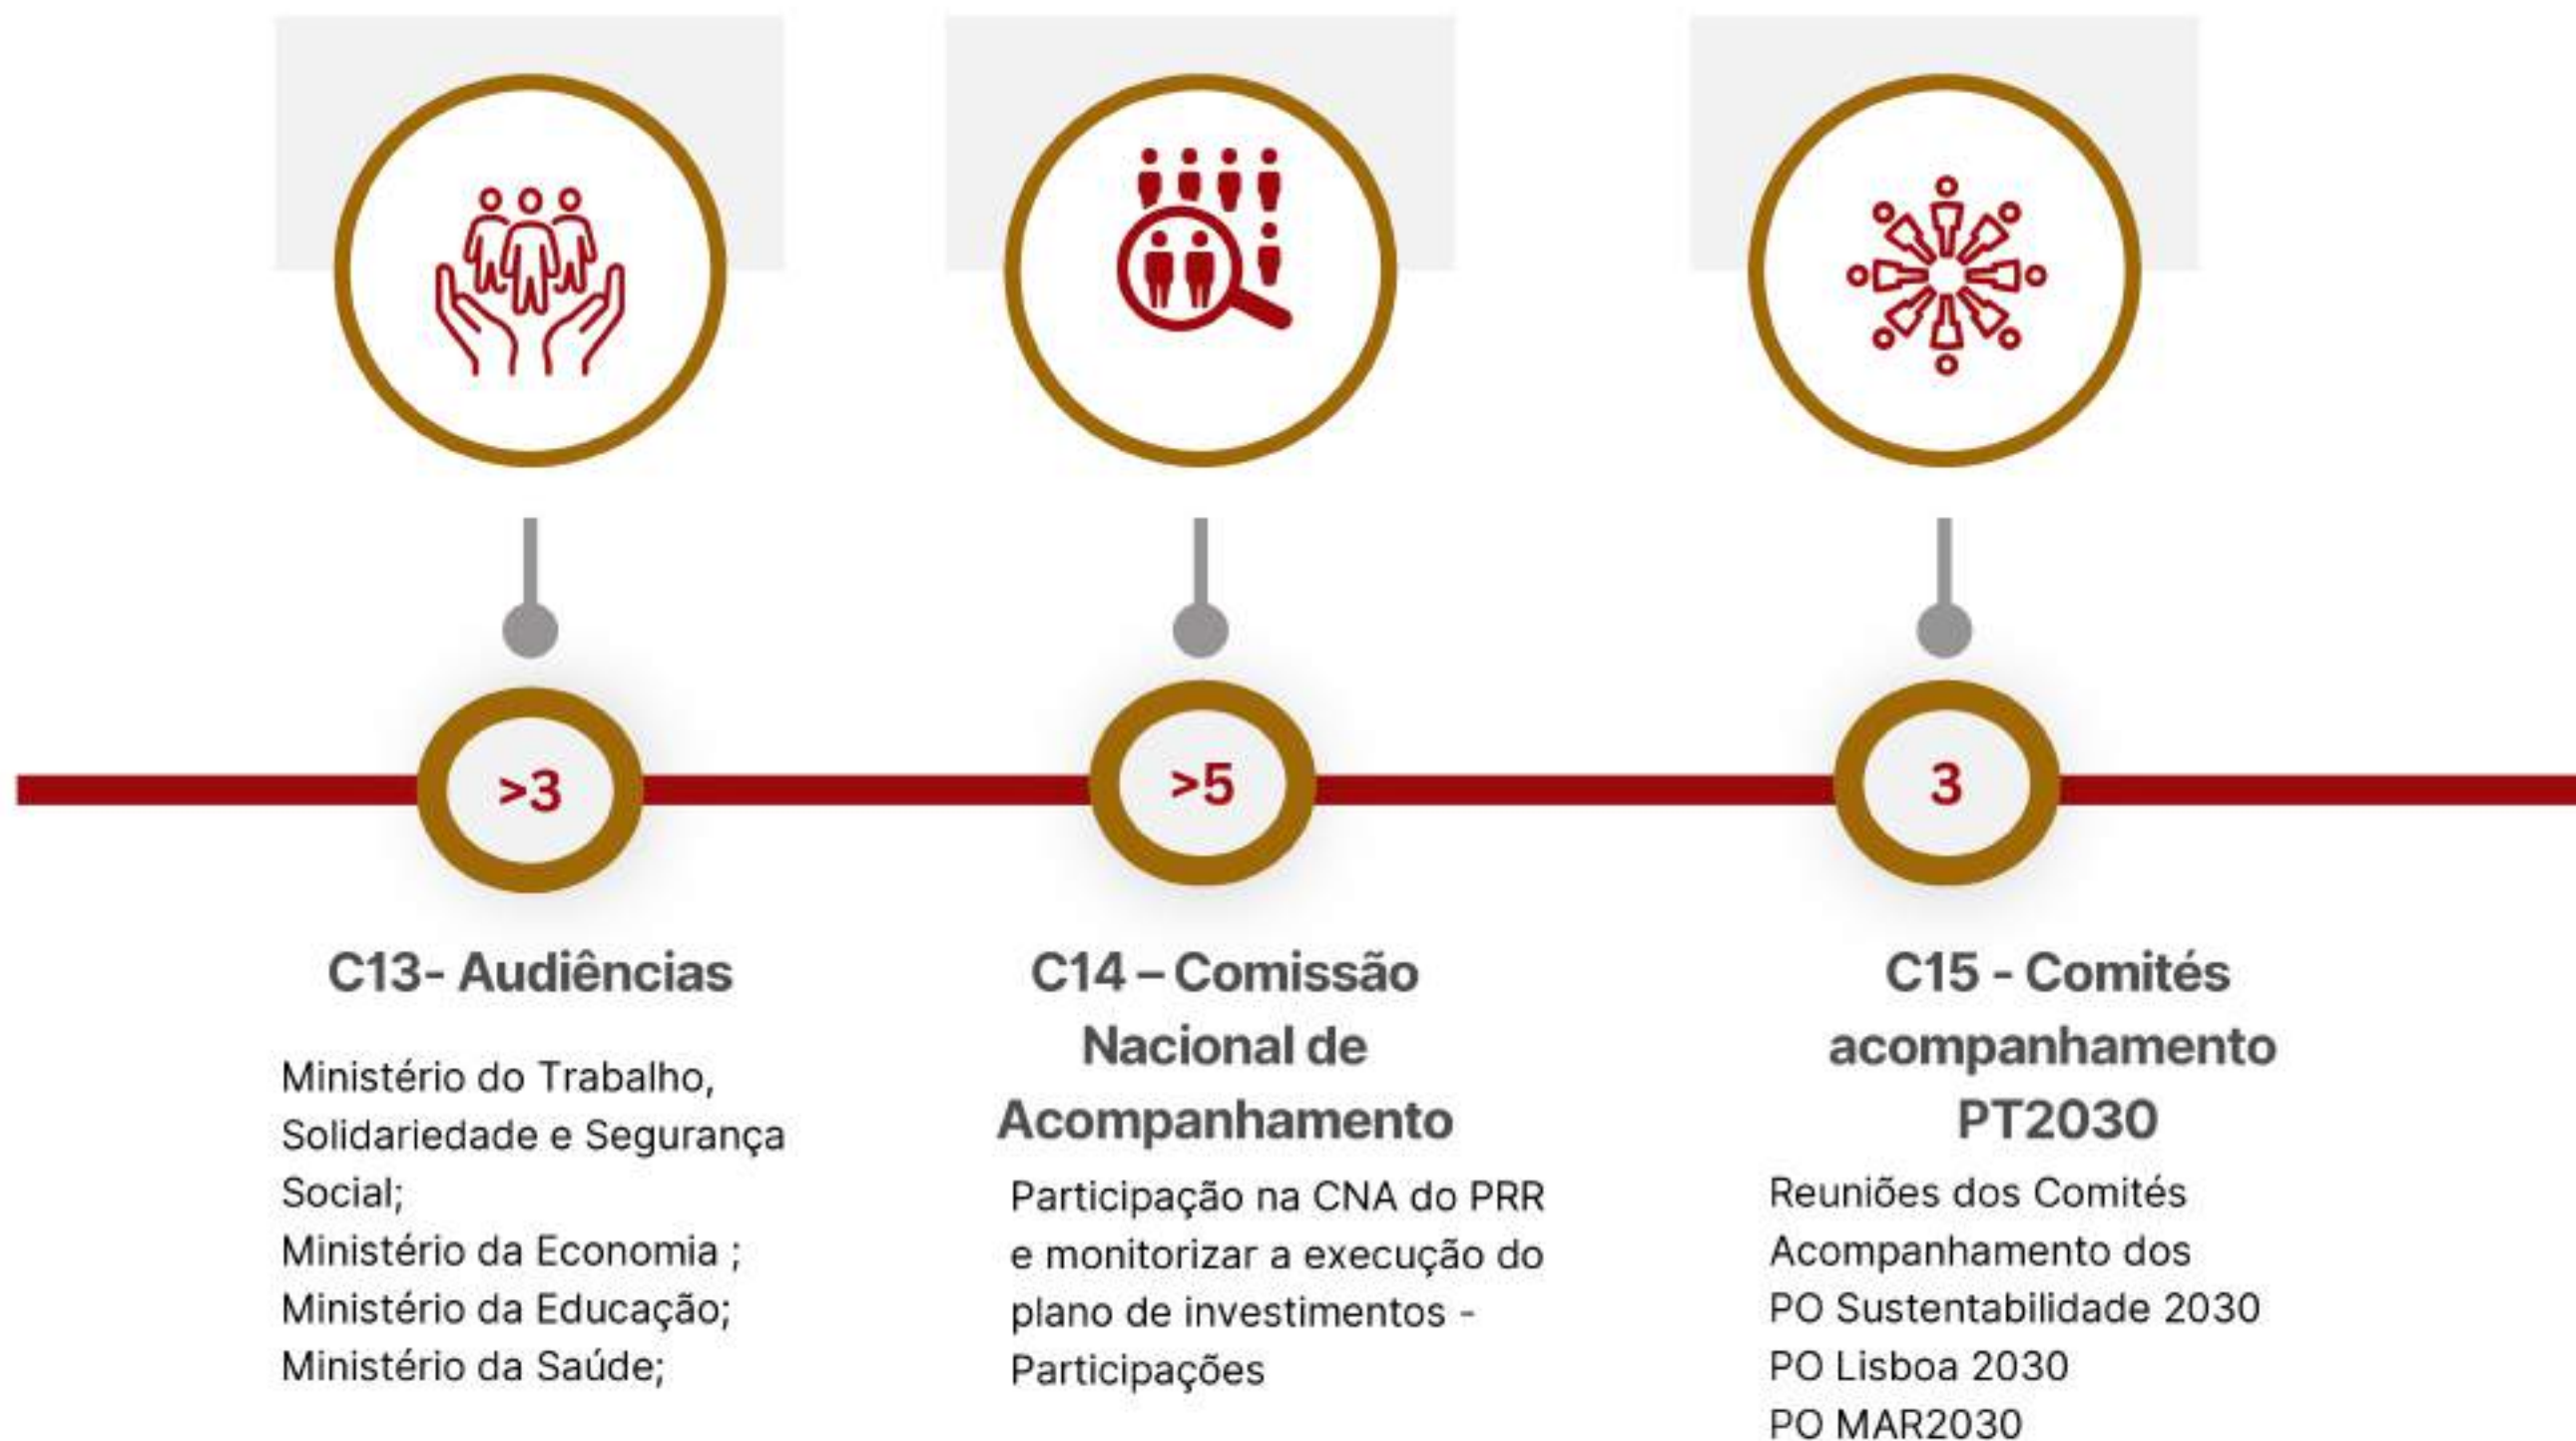 >3
>5
3
C13- Audiências
Ministério do Trabalho,
Solidariedade e Segurança
Social;
Ministério da Economia ;
Ministério da Educação;
Ministério da Saúde;
C14 – Comissão
Nacional de
Acompanhamento
Participação na CNA do PRR
e monitorizar a execução do
plano de investimentos -
Participações
C15 - Comités
acompanhamento
PT2030
Reuniões dos Comités
Acompanhamento dos
PO Sustentabilidade 2030
PO Lisboa 2030
PO MAR2030